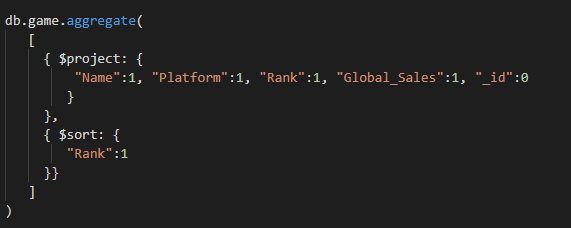 db.game.aggregate(
[
{ $project: {
"Name":1, "Platform":1, "Rank":1, "Global_Sales":1, "_id":0
}
},
{ $sort: {
"Rank":1
}}
]
)